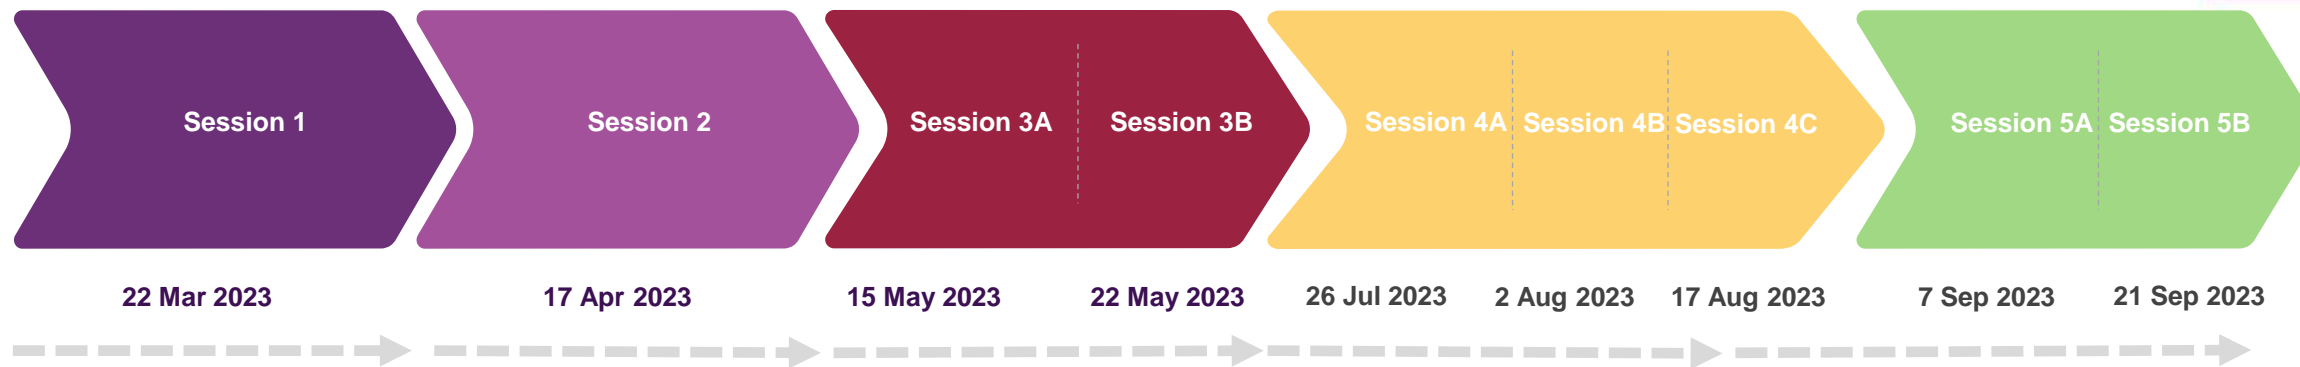 Session 1
Session 2
Session 3A
Session 3B
Session 4A
Session 4B
Session 4C
Session 5A
Session 5B
22 Mar 2023
17 Apr 2023
15 May 2023
22 May 2023
26 Jul 2023
2 Aug 2023
17 Aug 2023
7 Sep 2023
21 Sep 2023